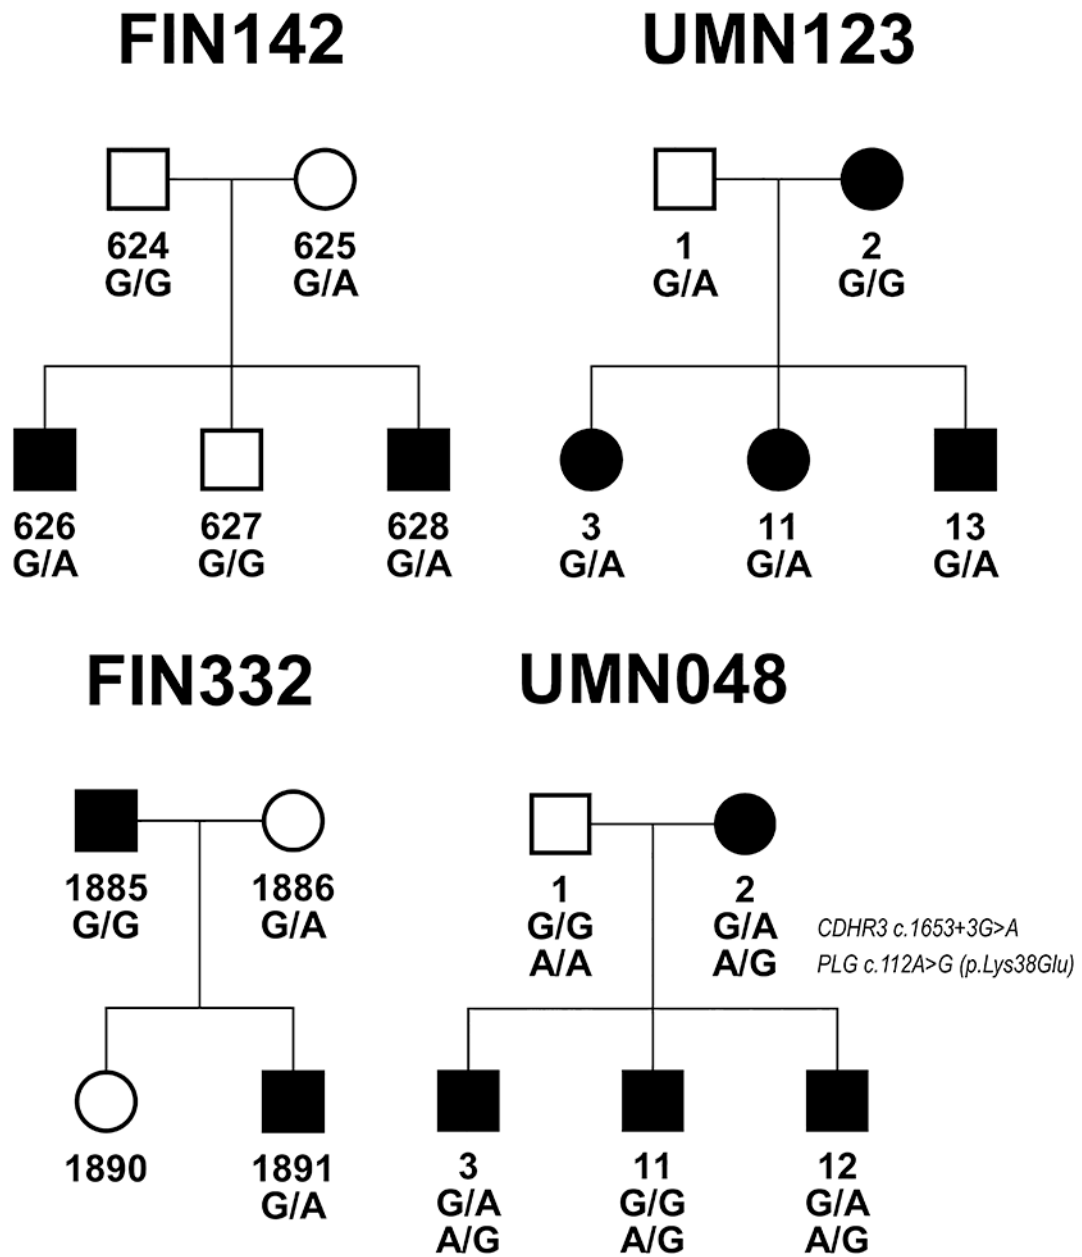 FIN142 UMN123
624 625 1 2
G/G G/A G/A G/G
626 627 628 3 11 13
G/A G/G G/A G/A G/A G/A
FIN332 UMN048
1885 1886 1 2
G/G G/A G/G G/A CDHR3 c.1653+3G>A
A/A A/G PLG c.112A>G (p.Lys38Glu)
1890 1891 3 11 12
G/A G/A G/G G/A
A/G A/G A/G